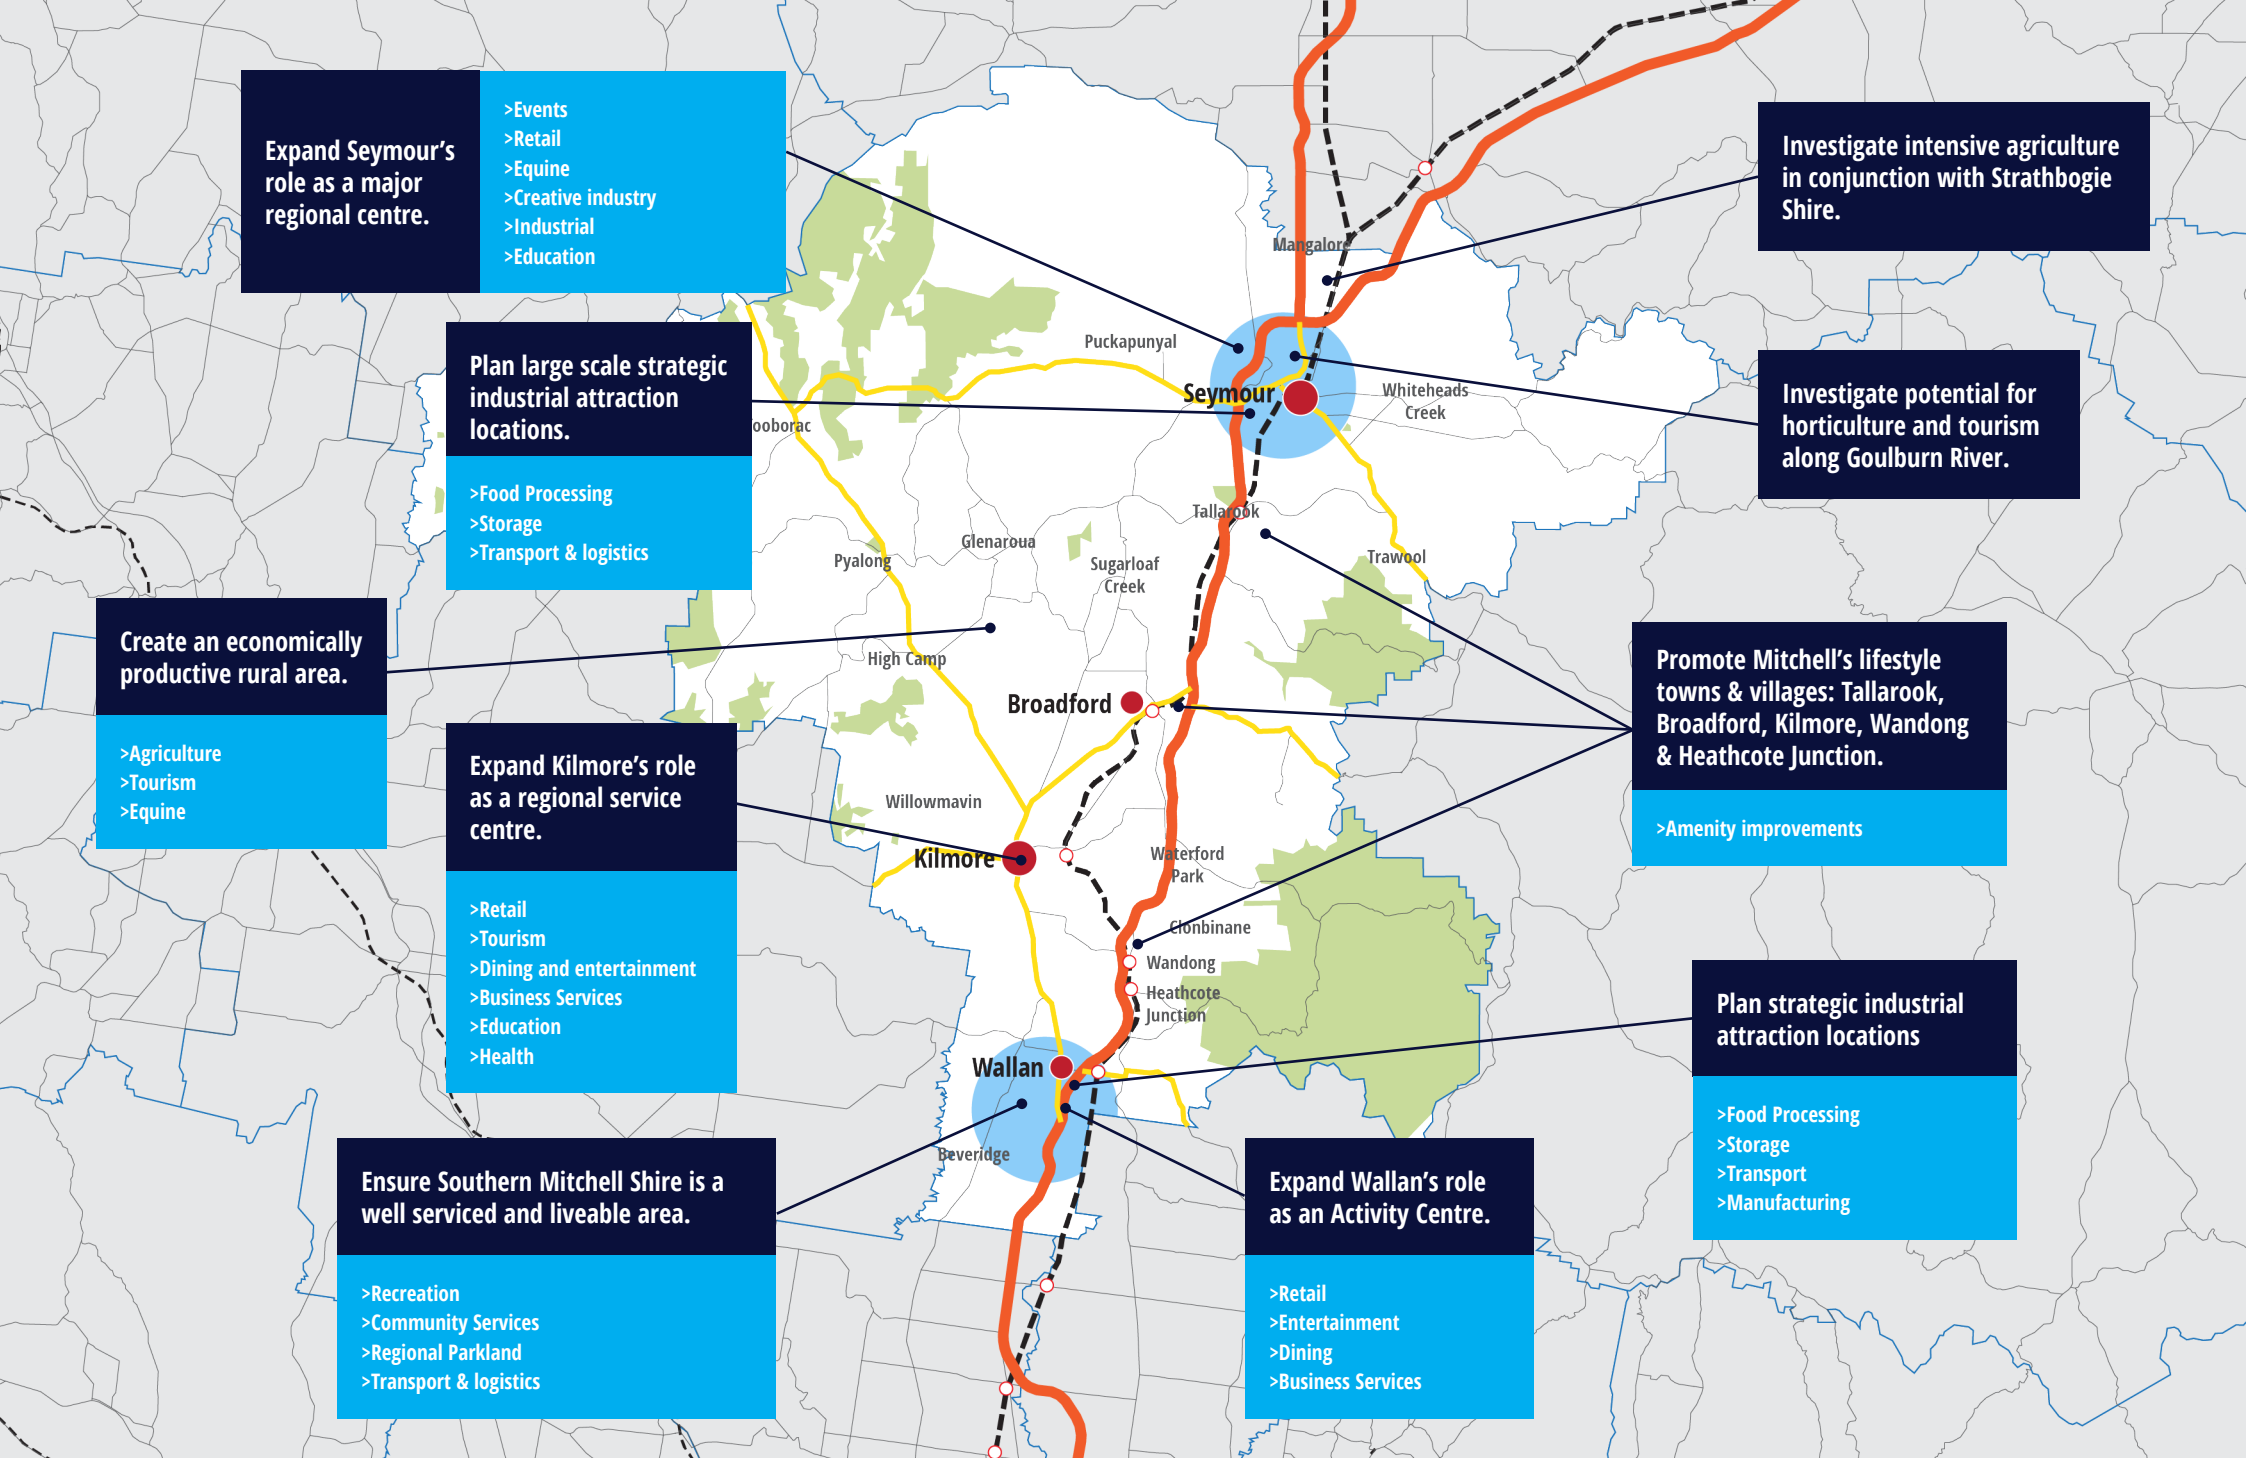 Expand Seymour’s
role as a major
regional centre.
>Events
>Retail
>Equine
>Creative industry
>Industrial
>Education
Investigate intensive agriculture
in conjunction with Strathbogie
Shire.
Mangalore
Plan large scale strategic
industrial attraction
locations.
>Food Processing
>Storage
>Transport & logistics
Puckapunyal
Seymour
Whiteheads
Creek
Investigate potential for
horticulture and tourism
along Goulburn River.
ooborac
Tallarook
Glenaroua
Pyalong
Sugarloaf
Creek
Trawool
Create an economically
productive rural area.
>Agriculture
>Tourism
>Equine
High Camp
Broadford
Promote Mitchell’s lifestyle
towns & villages: Tallarook,
Broadford, Kilmore, Wandong
& Heathcote Junction.
>Amenity improvements
Expand Kilmore’s role
as a regional service
centre.
>Retail
>Tourism
>Dining and entertainment
>Business Services
>Education
>Health
Willowmavin
Kilmore
Waterford
Park
Clonbinane
Wandong
Heathcote
Junction
Wallan
Beveridge
Plan strategic industrial
attraction locations
>Food Processing
>Storage
>Transport
>Manufacturing
Ensure Southern Mitchell Shire is a
well serviced and liveable area.
>Recreation
>Community Services
>Regional Parkland
>Transport & logistics
Expand Wallan’s role
as an Activity Centre.
>Retail
>Entertainment
>Dining
>Business Services